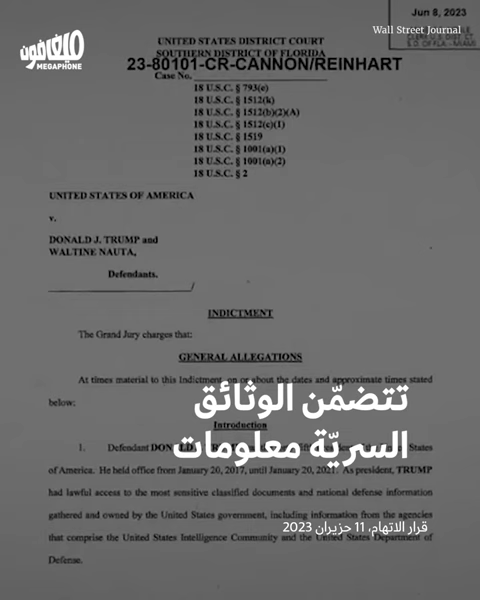 Jun 8, 2023
Wall Street Journal
ميغافون
MEGAPHONE
UNITED STATES DISTRICT COURT
SOUTHERN DISTRICT OF FLORIDA
23-80101-CR-CANNON/REINHART
Case No.
18 U.S.C. § 793(e)
18 U.S.C. § 1512(k)
18 U.S.C. § 1512(b)(2)(A)
18 U.S.C. § 1512(c)(1)
18 U.S.C. § 1519
18 U.S.C. § 1001(a)(1)
18 U.S.C. § 1001(a)(2)
18 U.S.C. § 2
UNITED STATES OF AMERICA
v.
DONALD J. TRUMP and
WALTINE NAUTA,
Defendants.
/
INDICTMENT
The Grand Jury charges that:
GENERAL ALLEGATIONS
At times material to this Indictment, on or about the dates and approximate times stated
below:
تتضمّن الوثائق
السريّة معلومات
Introduction
1. Defendant DONALD States
of America. He held office from January 20, 2017, until January 20, 2021. As president, TRUMP
had lawful access to the most sensitive classified documents and national defense information
gathered and owned by the United States government, including information from the agencies
قرار الاتهام، 11 حزيران 2023
that comprise the United States Intelligence Community and the United States Department of
Defense.